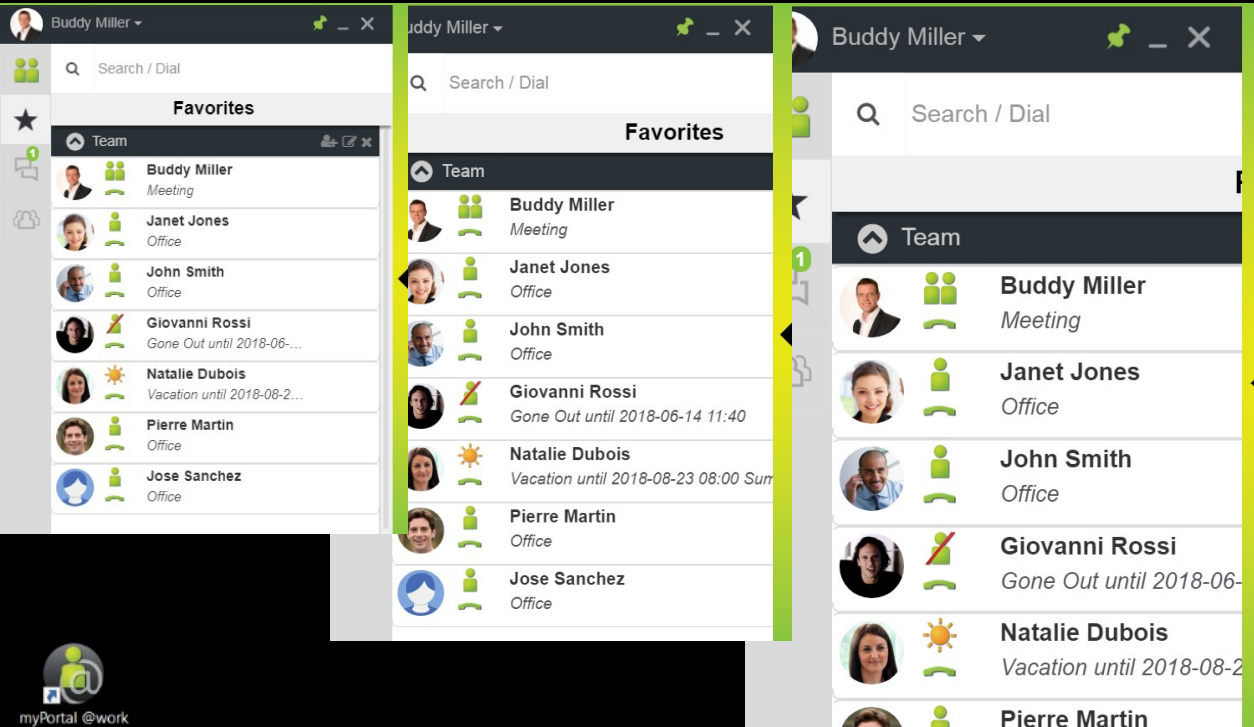 Buddy Miller
Search / Dial
Favorites
Team
Buddy Miller
Meeting
Janet Jones
Office
John Smith
Office
Giovanni Rossi
Gone Out until 2018-06-...
Natalie Dubois
Vacation until 2018-08-2...
Pierre Martin
Office
Jose Sanchez
Office
1
uddy Miller
Search / Dial
Favorites
Team
Buddy Miller
Meeting
Janet Jones
Office
John Smith
Office
Giovanni Rossi
Gone Out until 2018-06-14 11:40
Natalie Dubois
Vacation until 2018-08-23 08:00 Sum
Pierre Martin
Office
Jose Sanchez
Office
Buddy Miller
Search / Dial
F
Team
1
Buddy Miller
Meeting
Janet Jones
Office
John Smith
Office
Giovanni Rossi
Gone Out until 2018-06-
Natalie Dubois
Vacation until 2018-08-2
Pierre Martin
myPortal @work